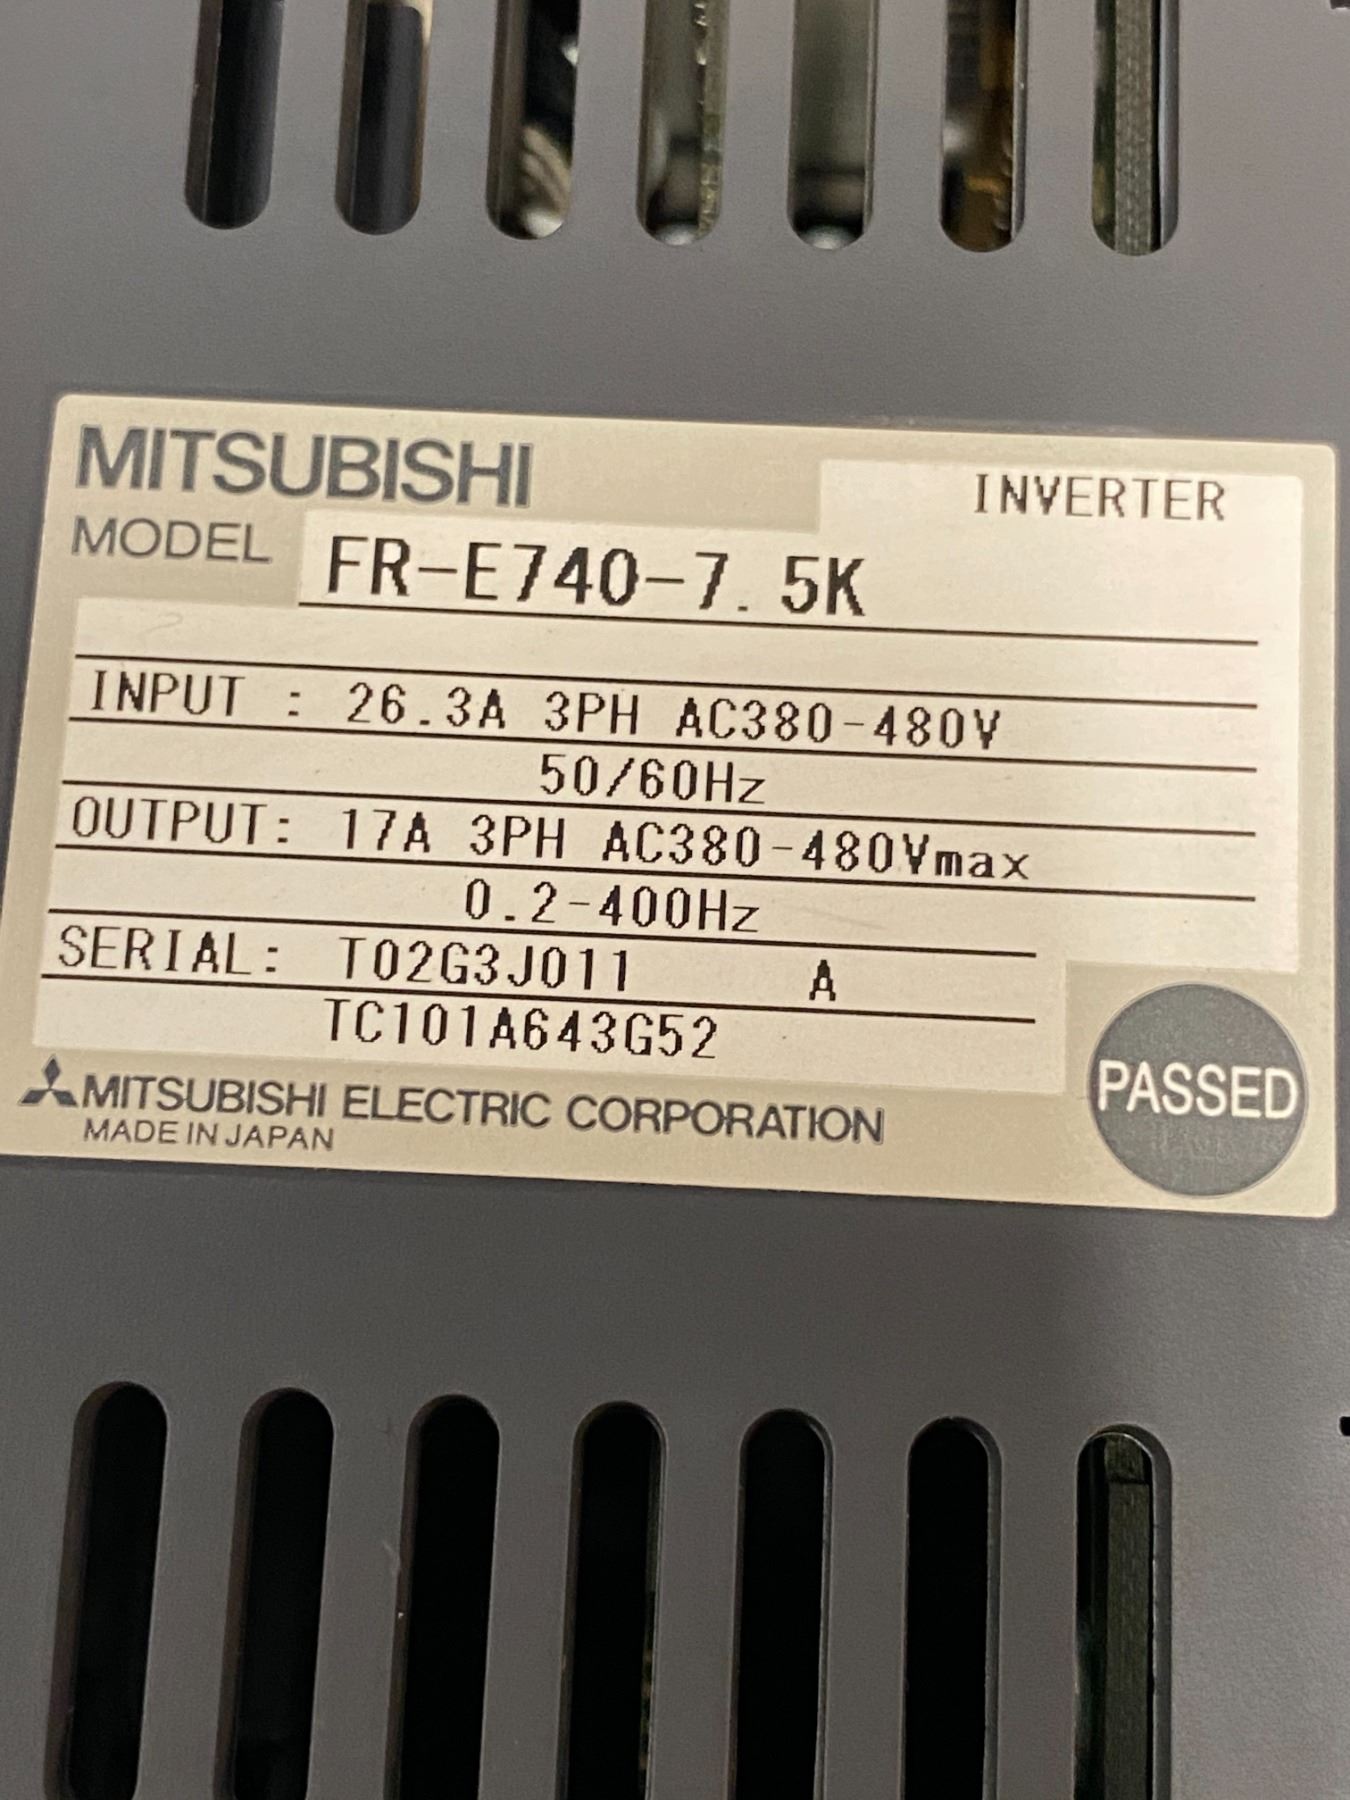 MITSUBISHI
INVERTER
MODEL FR-E740-7.5K
INPUT : 26.3A 3PH AC380-480V
50/60Hz
OUTPUT: 17A 3PH AC380-480Vmax
0.2-400Hz
SERIAL: T02G3J011 A
TC101A643G52
PASSED
MITSUBISHI ELECTRIC CORPORATION
MADE IN JAPAN